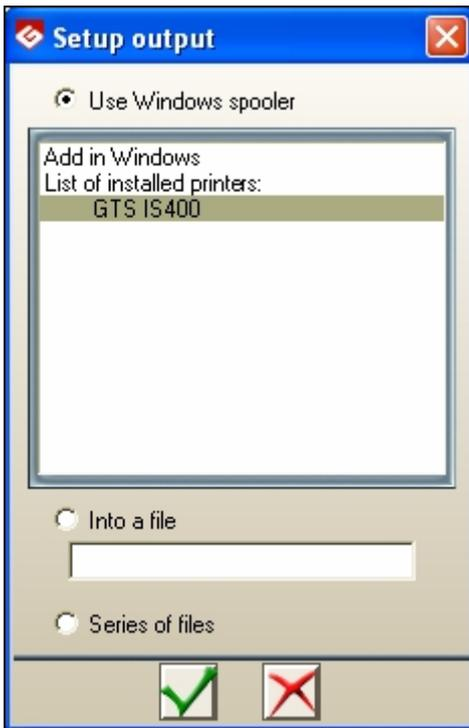 Setup output
Use Windows spooler
Add in Windows
List of installed printers:
GTS IS400
Into a file
Series of files